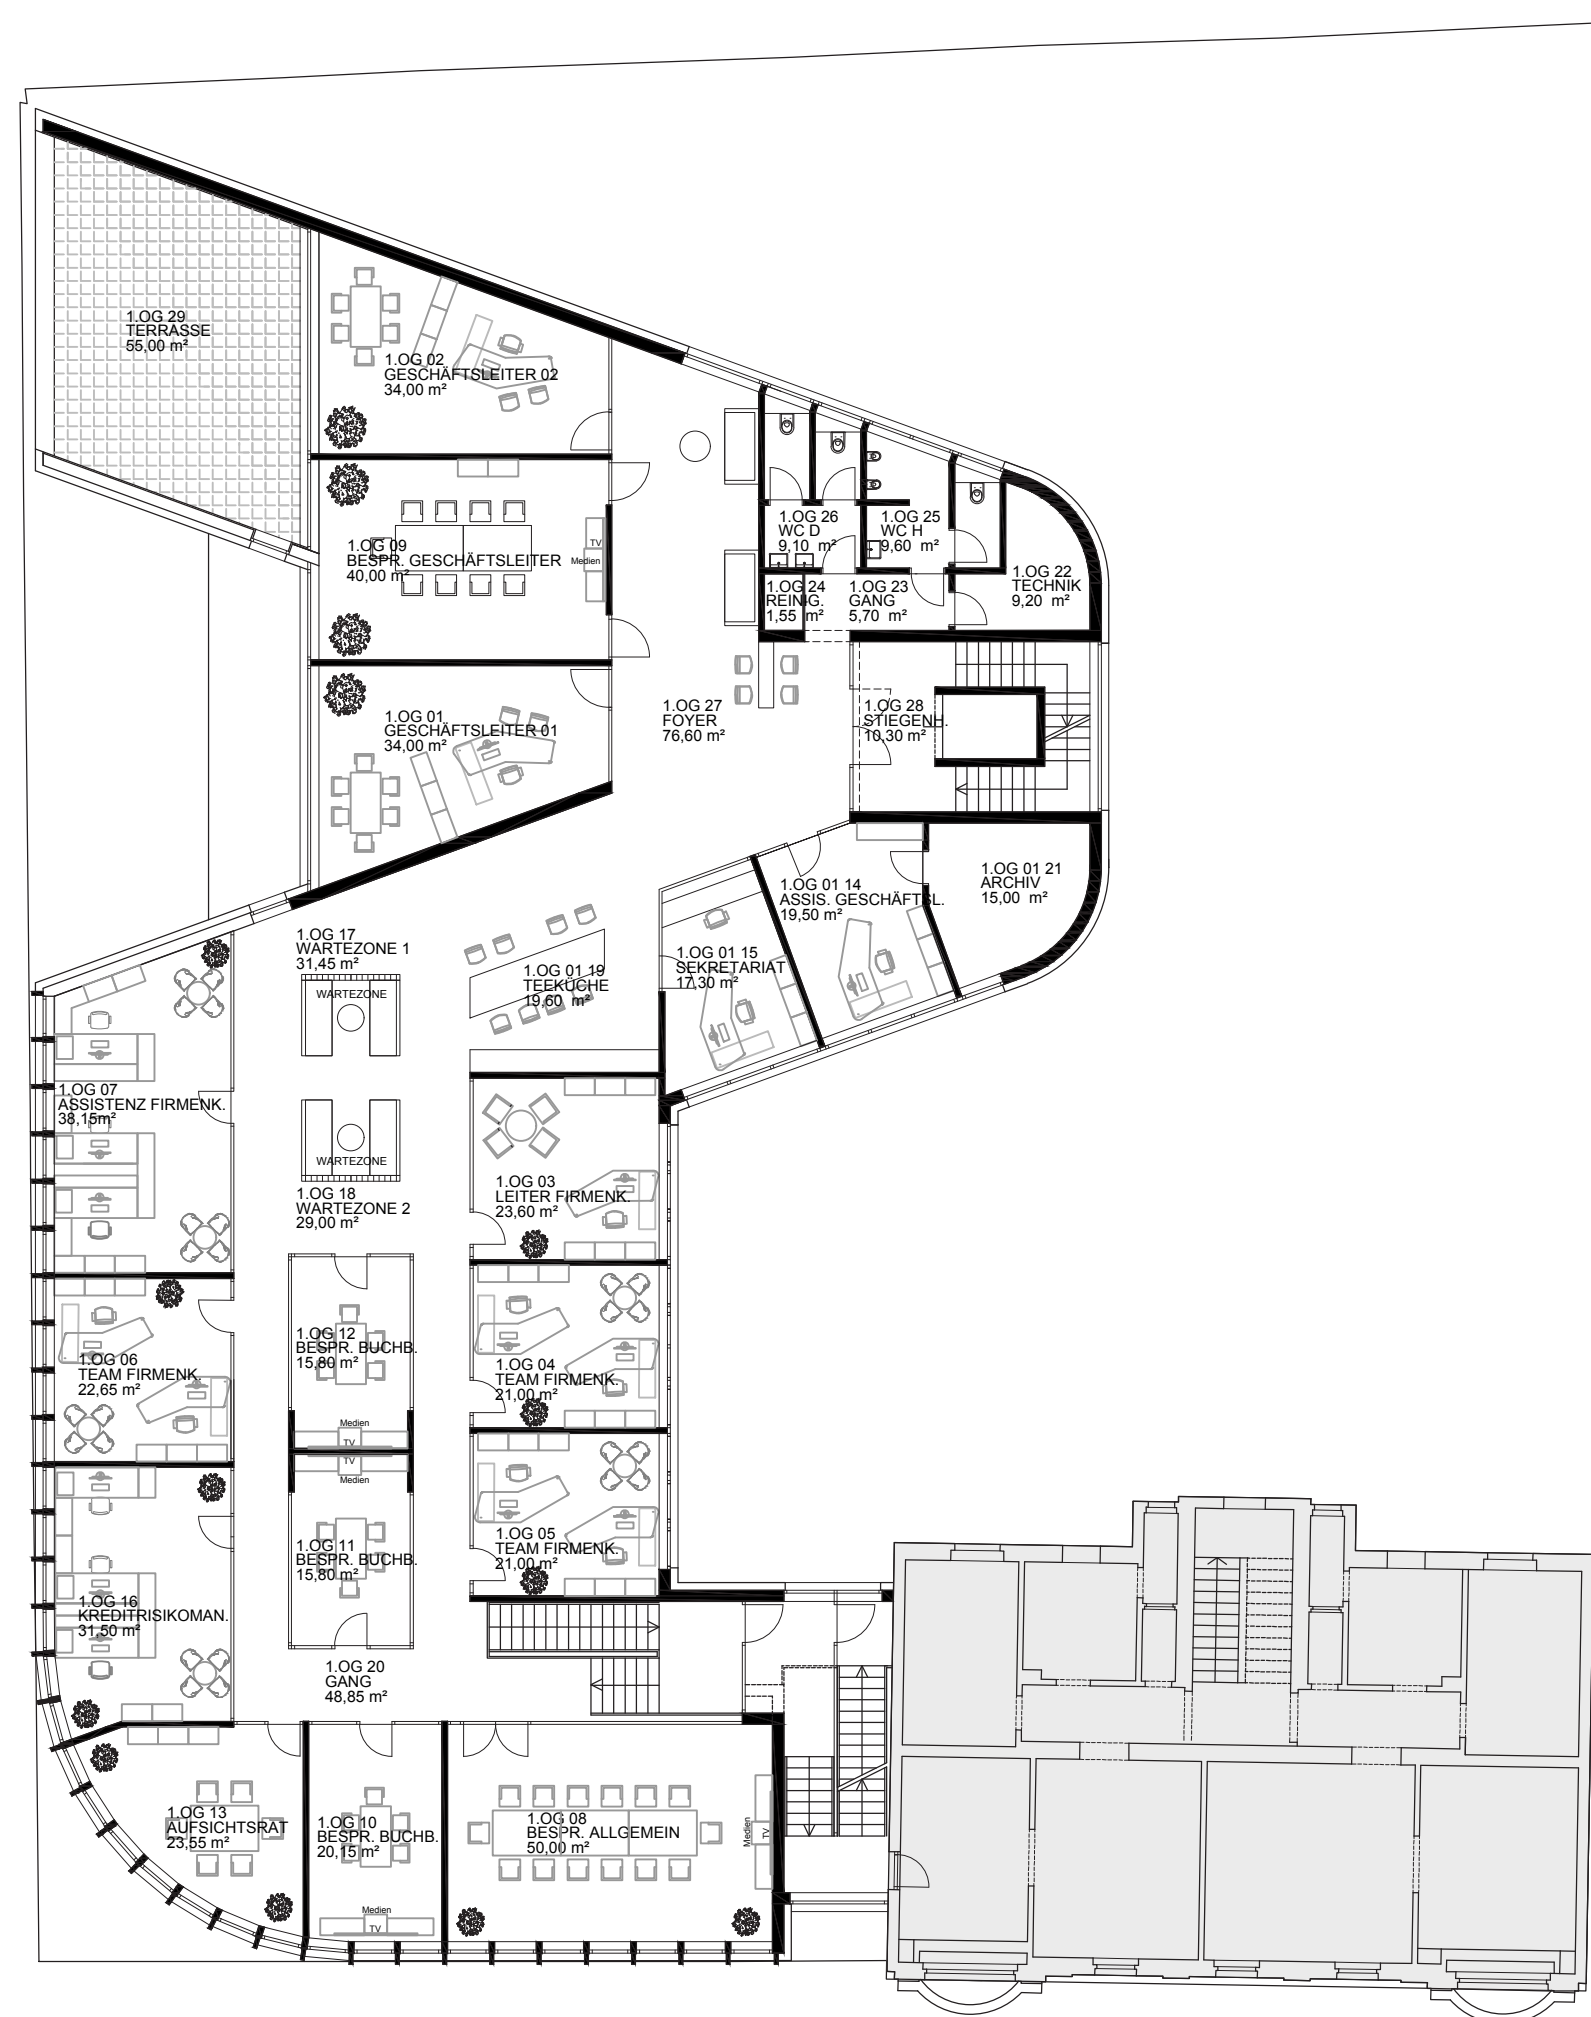 1.OG 29
TERRASSE
55,00 m²
1.OG 02
GESCHÄFTSLEITER 02
34,00 m²
1.OG 09
BESPR. GESCHÄFTSLEITER
40,00 m²
TV
Medien
1.OG 26
WC D
9,10 m²
1.OG 25
WC H
9,60 m²
1.OG 24
REINIG.
1,55 m²
1.OG 23
GANG
5,70 m²
1.OG 22
TECHNIK
9,20 m²
1.OG 01
GESCHÄFTSLEITER 01
34,00 m²
1.OG 27
FOYER
76,60 m²
1.OG 28
STIEGENH.
10,30 m²
1.OG 01 21
ARCHIV
15,00 m²
1.OG 01 14
ASSIS. GESCHÄFTSL.
19,50 m²
1.OG 01 15
SEKRETARIAT
17,30 m²
1.OG 01 19
TEEKÜCHE
19,60 m²
1.OG 17
WARTEZONE 1
31,45 m²
WARTEZONE
1.OG 07
ASSISTENZ FIRMENK.
38,15m²
WARTEZONE
1.OG 18
WARTEZONE 2
29,00 m²
1.OG 03
LEITER FIRMENK.
23,60 m²
1.OG 12
BESPR. BUCHB.
15,80 m²
1.OG 06
TEAM FIRMENK.
22,65 m²
1.OG 04
TEAM FIRMENK.
21,00 m²
Medien
TV
TV
Medien
1.OG 11
BESPR. BUCHB.
15,80 m²
1.OG 05
TEAM FIRMENK.
21,00 m²
1.OG 16
KREDITRISIKOMAN.
31,50 m²
1.OG 20
GANG
48,85 m²
1.OG 13
AUFSICHTSRAT
23,55 m²
1.OG 10
BESPR. BUCHB.
20,15 m²
1.OG 08
BESPR. ALLGEMEIN
50,00 m²
Medien
TV
Medien
TV